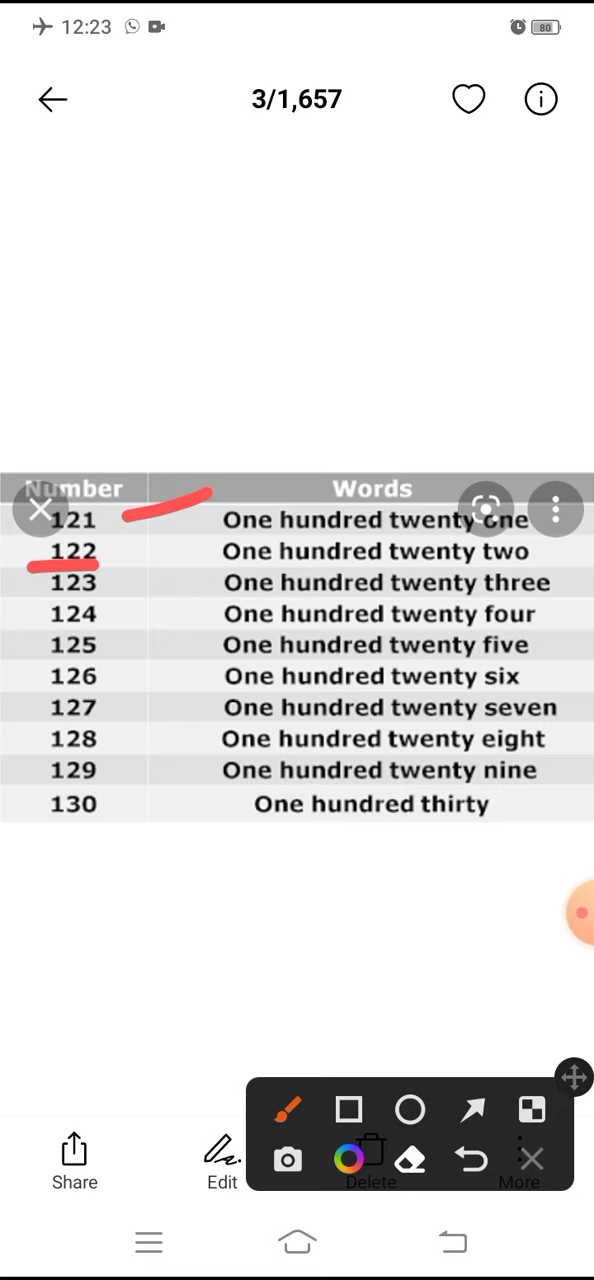 12:23
80
3/1,657
Number Words
121 One hundred twenty one
122 One hundred twenty two
123 One hundred twenty three
124 One hundred twenty four
125 One hundred twenty five
126 One hundred twenty six
127 One hundred twenty seven
128 One hundred twenty eight
129 One hundred twenty nine
130 One hundred thirty
Share Edit Delete More